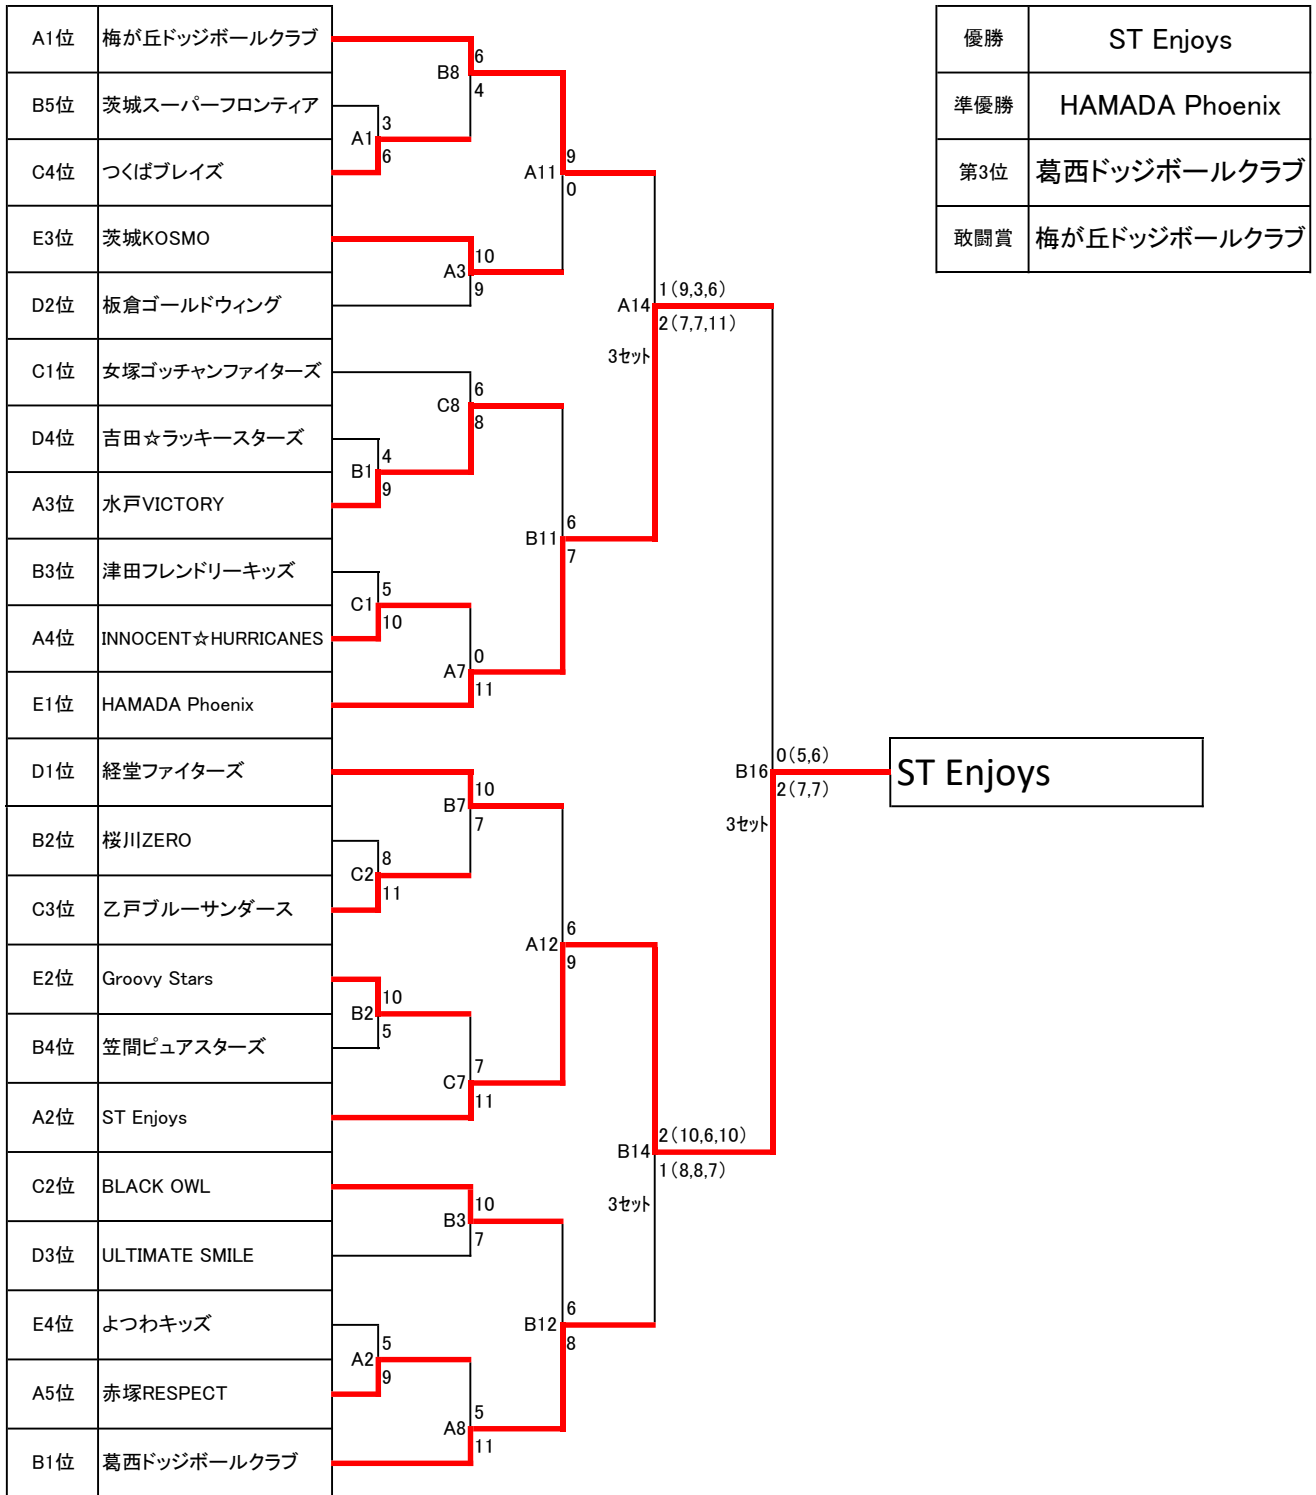 A1位 梅が丘ドッジボールクラブ
B5位 茨城スーパーフロンティア
C4位 つくばブレイズ
E3位 茨城KOSMO
D2位 板倉ゴールドウィング
C1位 女塚ゴッチャンファイターズ
D4位 吉田☆ラッキースターズ
A3位 水戸VICTORY
B3位 津田フレンドリーキッズ
A4位 INNOCENT☆HURRICANES
E1位 HAMADA Phoenix
D1位 経堂ファイターズ
B2位 桜川ZERO
C3位 乙戸ブルーサンダース
E2位 Groovy Stars
B4位 笠間ピュアスターズ
A2位 ST Enjoys
C2位 BLACK OWL
D3位 ULTIMATE SMILE
E4位 よつわキッズ
A5位 赤塚RESPECT
B1位 葛西ドッジボールクラブ
A1
3
6
B1
4
9
C1
5
10
C2
8
11
B2
10
5
A2
5
9
B8
6
4
A3
10
9
C8
6
8
A7
0
11
B7
10
7
C7
7
11
B3
10
7
A8
5
11
A11
9
0
B11
6
7
A12
6
9
B12
6
8
A14
1(9,3,6)
2(7,7,11)
3セット
B14
2(10,6,10)
1(8,8,7)
3セット
B16
0(5,6)
2(7,7)
3セット
ST Enjoys
優勝 ST Enjoys
準優勝 HAMADA Phoenix
第3位 葛西ドッジボールクラブ
敢闘賞 梅が丘ドッジボールクラブ